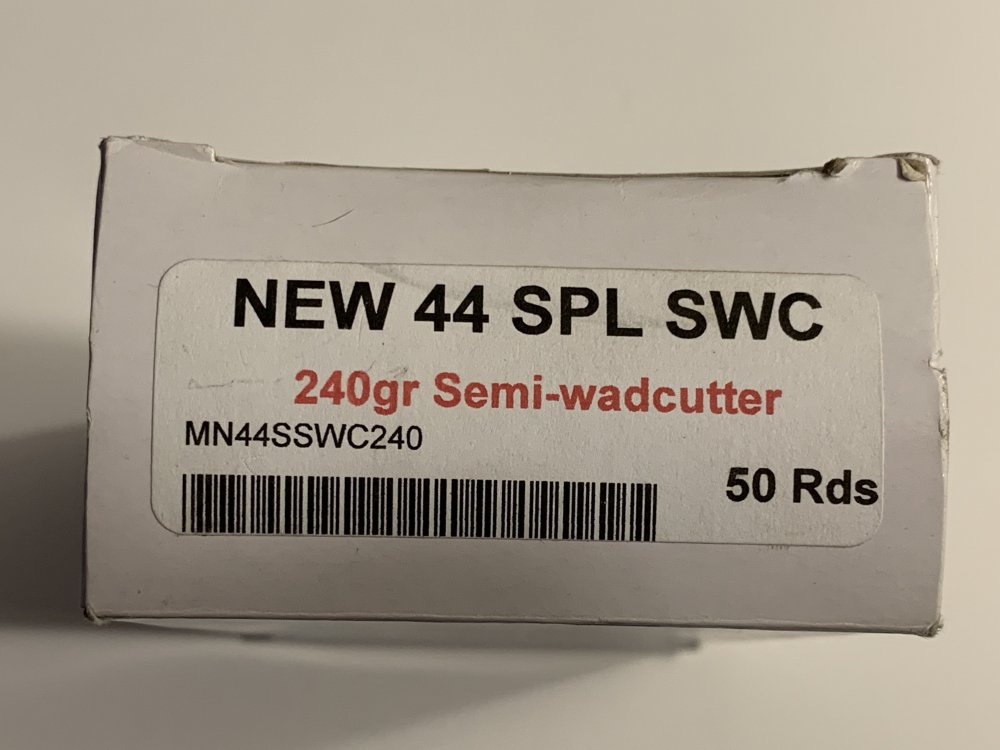 NEW 44 SPL SWC
240gr Semi-wadcutter
MN44SSWC240
50 Rds